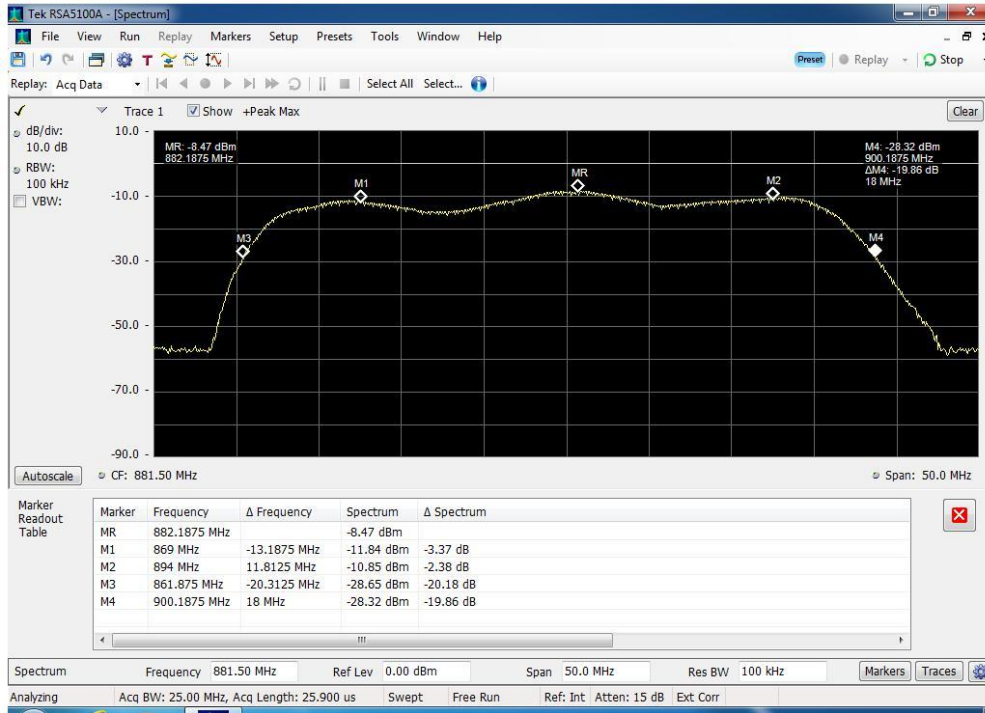 Tek RSA5100A - [Spectrum]
File View Run Replay Markers Setup Presets Tools Window Help
T
Preset Replay Stop
Replay: Acq Data Select All Select...
Trace 1 Show +Peak Max Clear
dB/div:
10.0 dB
RBW:
100 kHz
VBW:
10.0
-10.0
-30.0
-50.0
-70.0
-90.0
MR: -8.47 dBm
882.1875 MHz
M4: -28.32 dBm
900.1875 MHz
ΔM4: -19.86 dB
18 MHz
M3
M1
MR
M2
M4
Autoscale CF: 881.50 MHz Span: 50.0 MHz
Marker
Readout
Table
Marker Frequency Δ Frequency Spectrum Δ Spectrum
MR 882.1875 MHz -8.47 dBm
M1 869 MHz -13.1875 MHz -11.84 dBm -3.37 dB
M2 894 MHz 11.8125 MHz -10.85 dBm -2.38 dB
M3 861.875 MHz -20.3125 MHz -28.65 dBm -20.18 dB
M4 900.1875 MHz 18 MHz -28.32 dBm -19.86 dB
Spectrum Frequency 881.50 MHz Ref Lev 0.00 dBm Span 50.0 MHz Res BW 100 kHz Markers Traces
Analyzing Acq BW: 25.00 MHz, Acq Length: 25.900 us Swept Free Run Ref: Int Atten: 15 dB Ext Corr